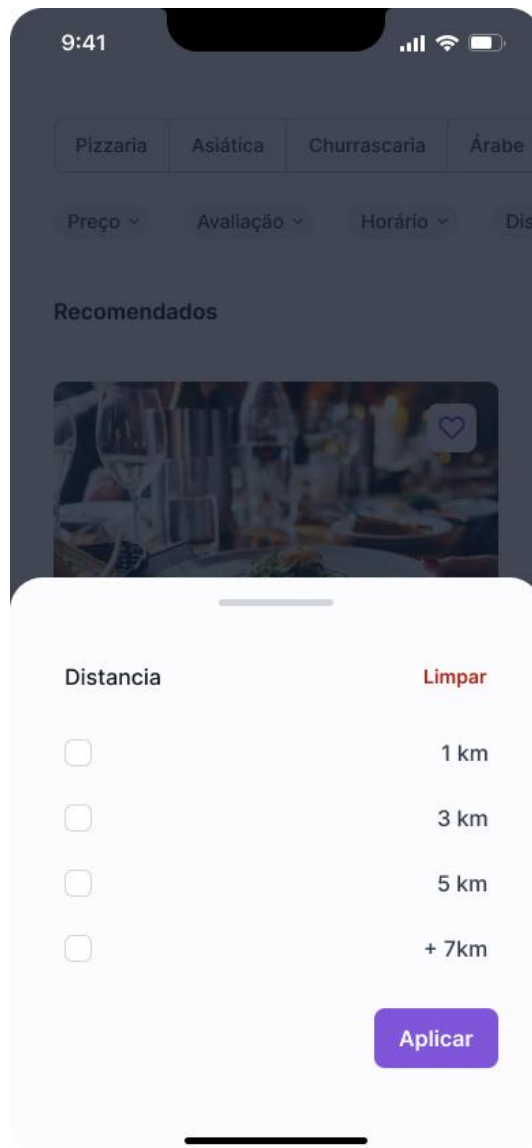 9:41
Pizzaria Asiática Churrascaria Árabe
Preço Avaliação Horário Dis
Recomendados
Distancia Limpar
1 km
3 km
5 km
+ 7km
Aplicar